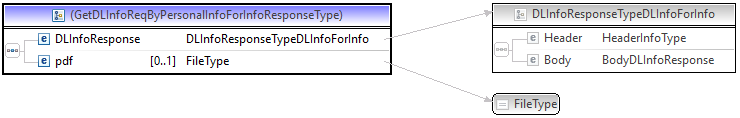 (GetDLInfoReqByPersonalInfoForInfoResponseType)
e DLInfoResponse DLInfoResponseTypeDLInfoForInfo
e pdf [0..1] FileType
DLInfoResponseTypeDLInfoForInfo
e Header HeaderInfoType
e Body BodyDLInfoResponse
FileType